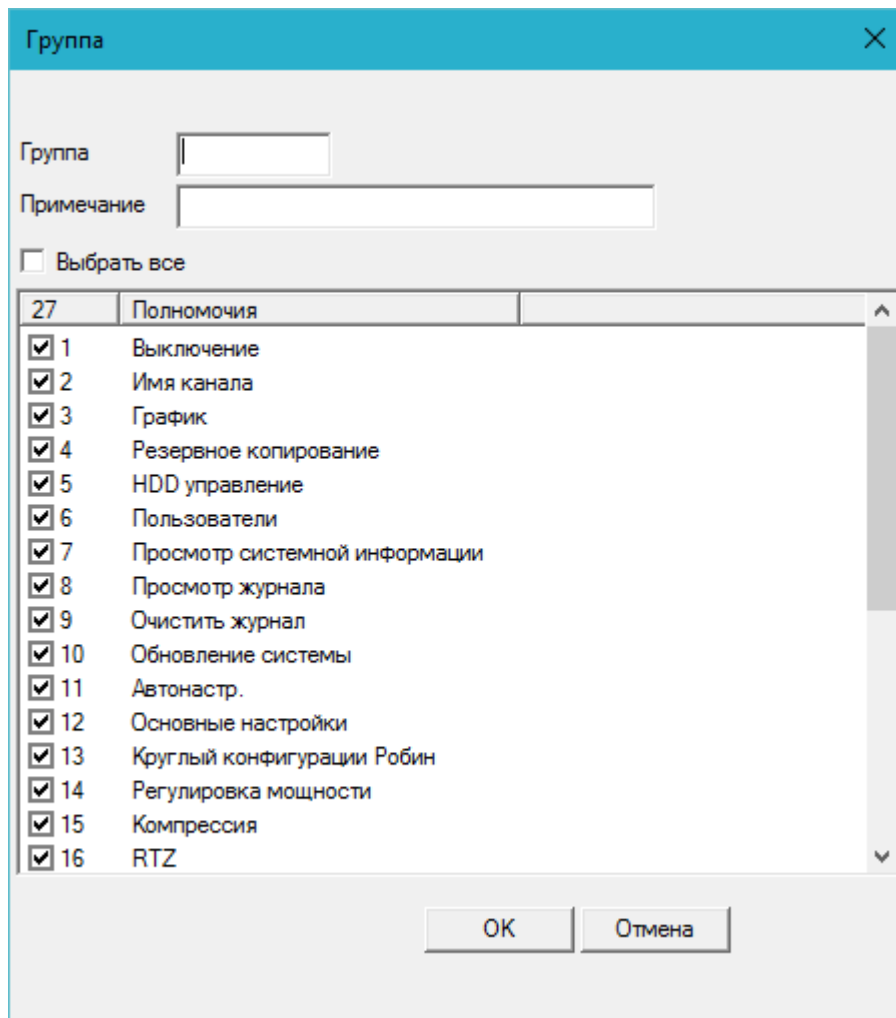 Группа
Группа
Примечание
Выбрать все
27 Полномочия
1 Выключение
2 Имя канала
3 График
4 Резервное копирование
5 HDD управление
6 Пользователи
7 Просмотр системной информации
8 Просмотр журнала
9 Очистить журнал
10 Обновление системы
11 Автонастр.
12 Основные настройки
13 Круглый конфигурации Робин
14 Регулировка мощности
15 Компрессия
16 RTZ
OK Отмена